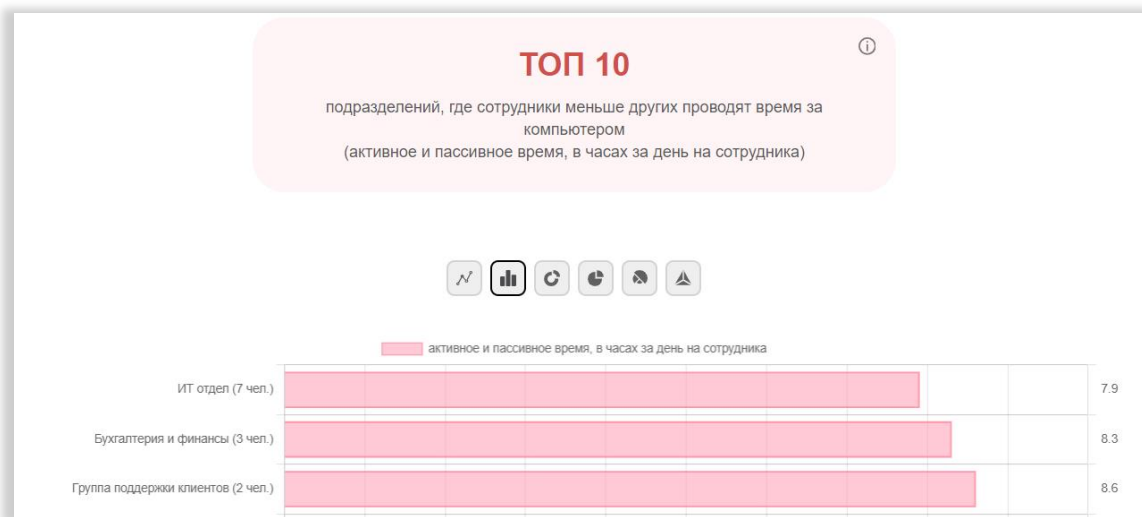 ТОП 10
подразделений, где сотрудники меньше других проводят время за
компьютером
(активное и пассивное время, в часах за день на сотрудника)
активное и пассивное время, в часах за день на сотрудника
ИТ отдел (7 чел.) 7.9
Бухгалтерия и финансы (3 чел.) 8.3
Группа поддержки клиентов (2 чел.) 8.6